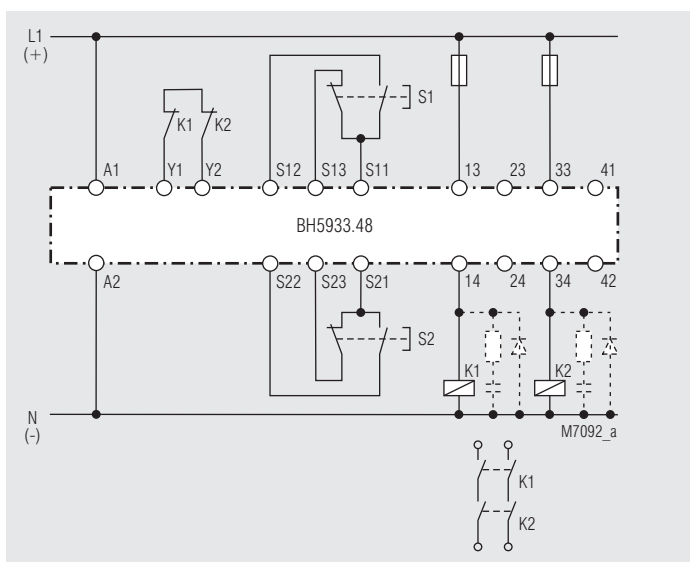 L1
(+)
S1
K1 K2
A1 Y1 Y2 S12 S13 S11 13 23 33 41
BH5933.48
A2 S22 S23 S21 14 24 34 42
S2
K1 K2
N
(-)
M7092_a
K1
K2